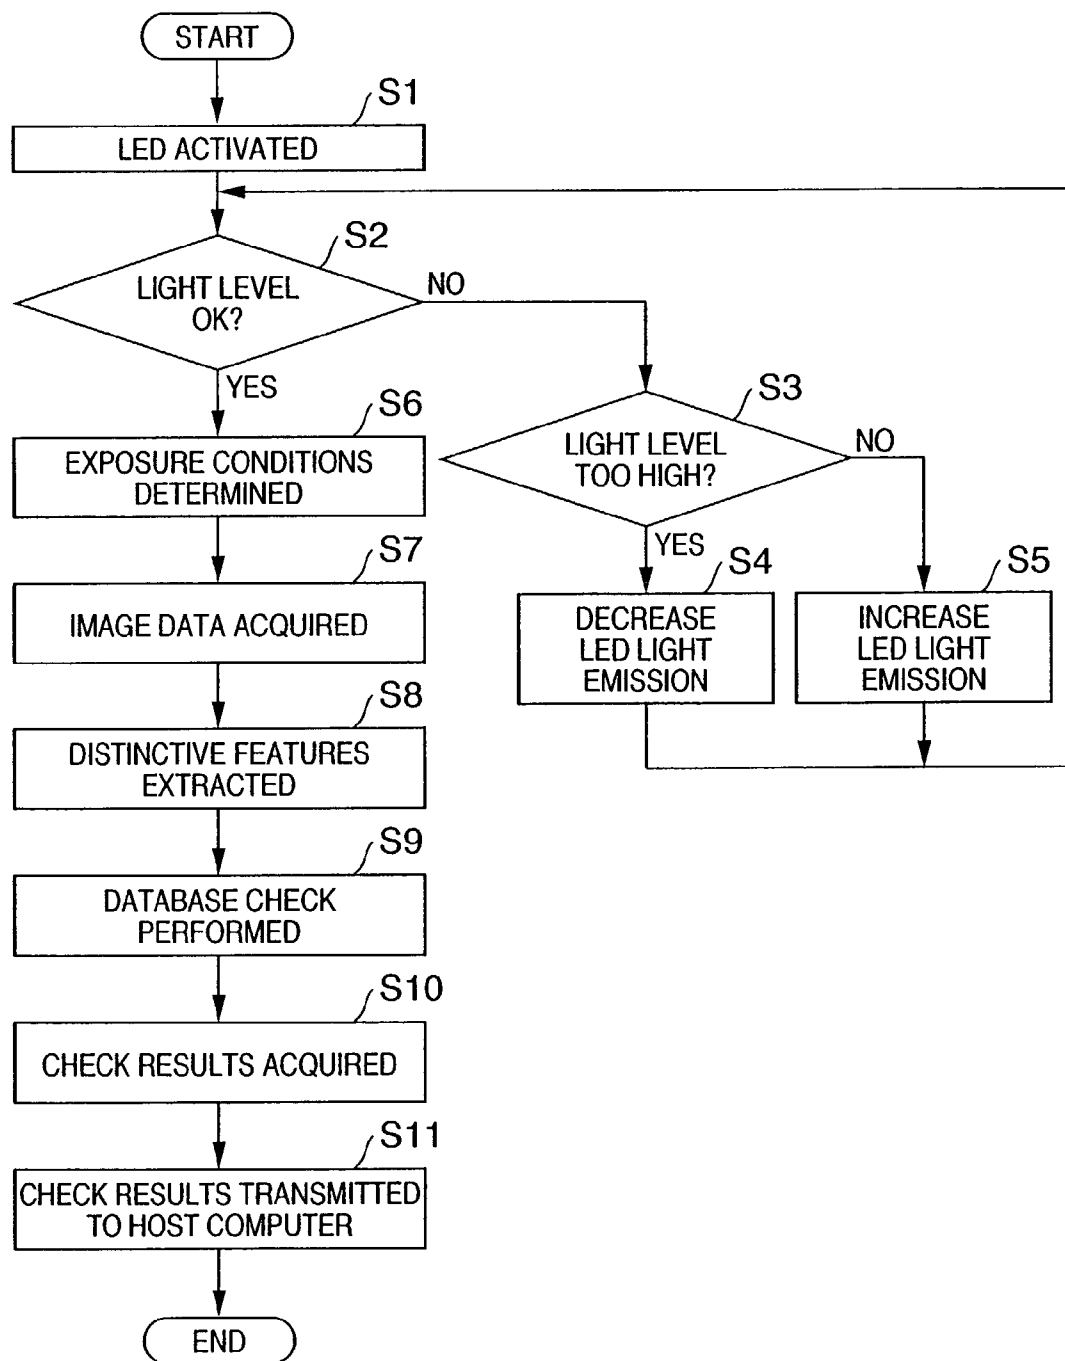 START
S1
LED ACTIVATED
S2
LIGHT LEVEL
OK?
NO
YES
S3
LIGHT LEVEL
TOO HIGH?
NO
YES
S4
DECREASE
LED LIGHT
EMISSION
S5
INCREASE
LED LIGHT
EMISSION
S6
EXPOSURE CONDITIONS
DETERMINED
S7
IMAGE DATA ACQUIRED
S8
DISTINCTIVE FEATURES
EXTRACTED
S9
DATABASE CHECK
PERFORMED
S10
CHECK RESULTS ACQUIRED
S11
CHECK RESULTS TRANSMITTED
TO HOST COMPUTER
END